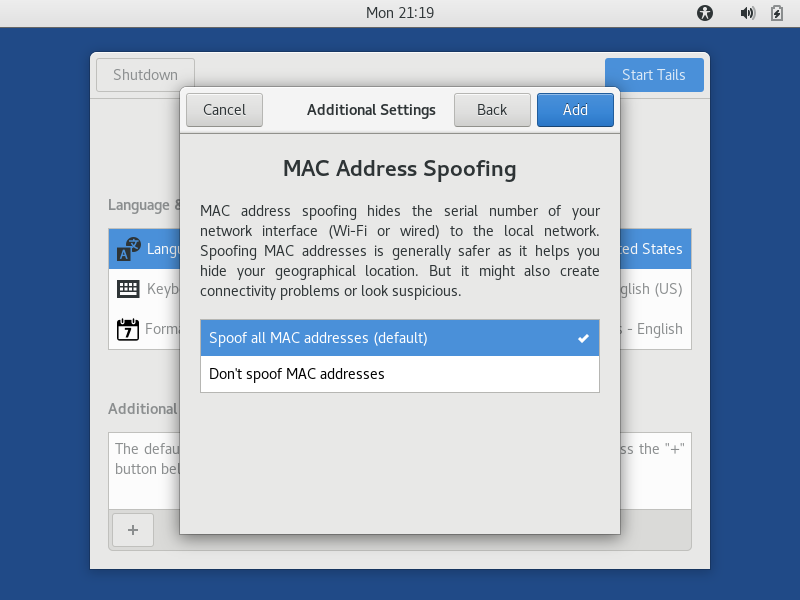 Mon 21:19
Shutdown
Start Tails
Cancel
Additional Settings
Back
Add
MAC Address Spoofing
MAC address spoofing hides the serial number of your
network interface (Wi-Fi or wired) to the local network.
Spoofing MAC addresses is generally safer as it helps you
hide your geographical location. But it might also create
connectivity problems or look suspicious.
Spoof all MAC addresses (default)
Don't spoof MAC addresses
Language &
Langu
ted States
Keyb
glish (US)
7
Forma
s - English
Additional
The defau
ss the "+"
button bel
+